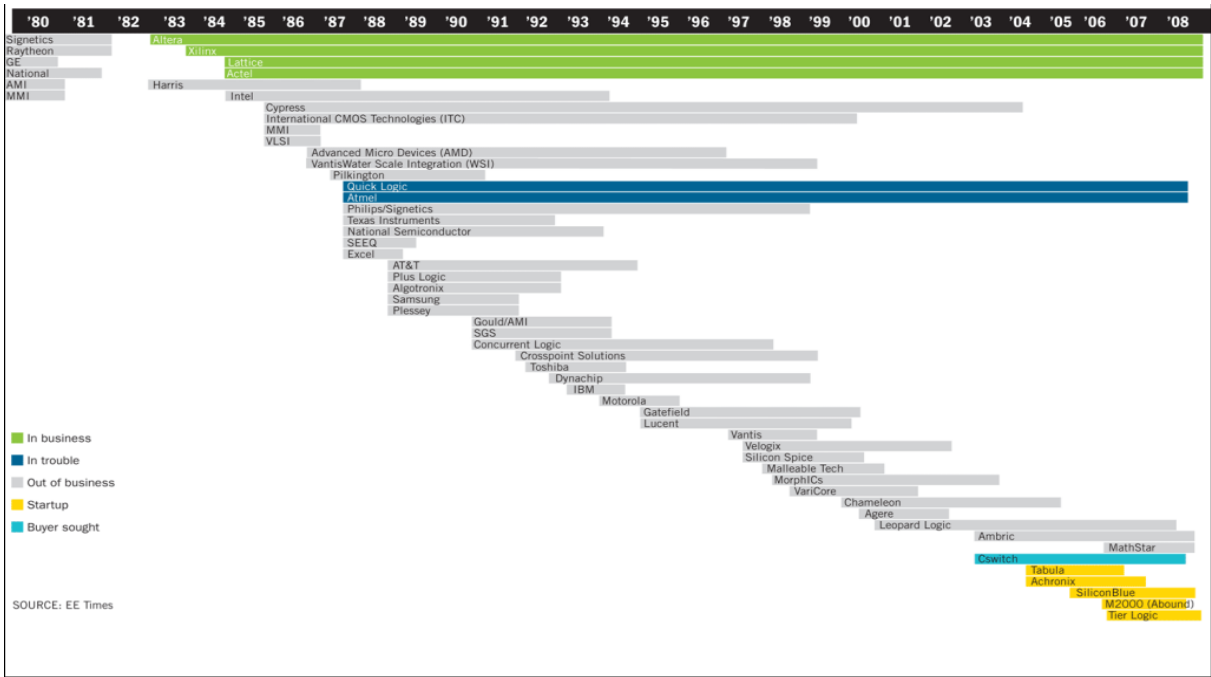 ’80 ’81 ’82 ’83 ’84 ’85 ’86 ’87 ’88 ’89 ’90 ’91 ’92 ’93 ’94 ’95 ’96 ’97 ’98 ’99 ’00 ’01 ’02 ’03 ’04 ’05 ’06 ’07 ’08
Signetics Altera
Raytheon Xilinx
GE Lattice
National Actel
AMI Harris
MMI Intel
Cypress
International CMOS Technologies (ITC)
MMI
VLSI
Advanced Micro Devices (AMD)
VantisWater Scale Integration (WSI)
Pilkington
Quick Logic
Atmel
Philips/Signetics
Texas Instruments
National Semiconductor
SEEQ
Excel
AT&T
Plus Logic
Algotronix
Samsung
Plessey
Gould/AMI
SGS
Concurrent Logic
Crosspoint Solutions
Toshiba
Dynachip
IBM
Motorola
Gatefield
Lucent
Vantis
Velogix
Silicon Spice
Malleable Tech
MorphICs
VariCore
Chameleon
Agere
Leopard Logic
Ambric
MathStar
Cswitch
Tabula
Achronix
SiliconBlue
M2000 (Abound)
Tier Logic
In business
In trouble
Out of business
Startup
Buyer sought
SOURCE: EE Times